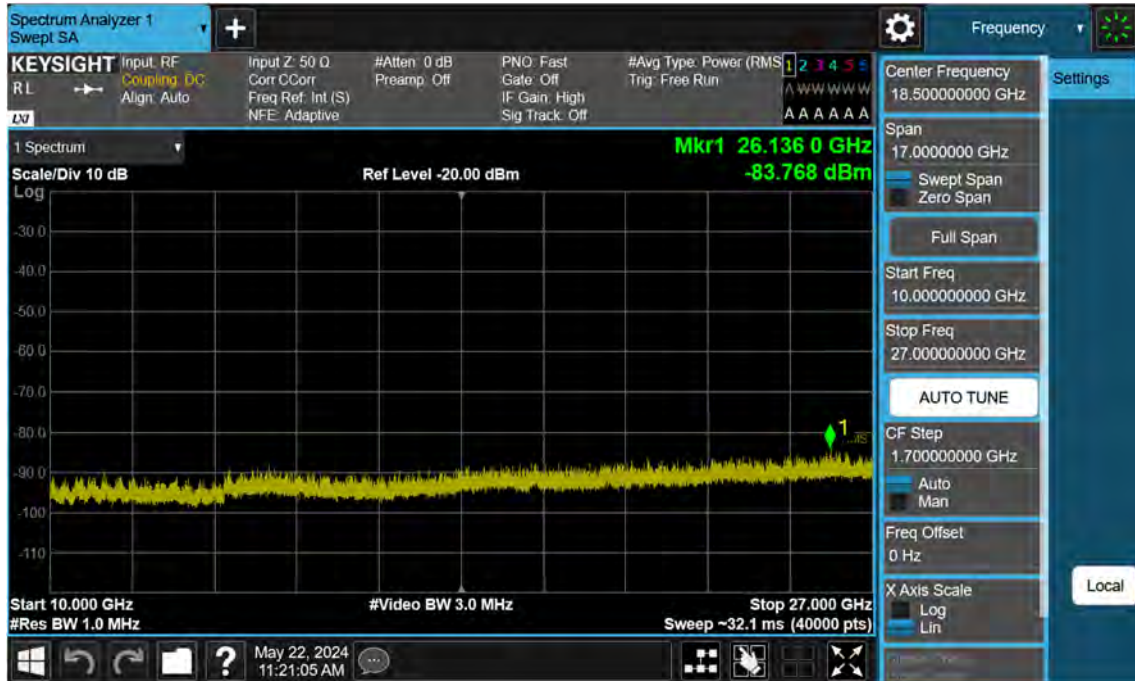 Spectrum Analyzer 1
Swept SA
Frequency
KEYSIGHT
RL
LXI
Input: RF
Coupling: DC
Align: Auto
Input Z: 50 Ω
Corr CCorr
Freq Ref: Int (S)
NFE: Adaptive
#Atten: 0 dB
Preamp: Off
PNO: Fast
Gate: Off
IF Gain: High
Sig Track: Off
#Avg Type: Power (RMS
Trig: Free Run
1 2 3 4 5 6
A W W W W W
A A A A A A
1 Spectrum
Mkr1 26.136 0 GHz
Scale/Div 10 dB
Ref Level -20.00 dBm
-83.768 dBm
Log
-30.0
-40.0
-50.0
-60.0
-70.0
-80.0
-90.0
-100
-110
1
Start 10.000 GHz
#Video BW 3.0 MHz
Stop 27.000 GHz
#Res BW 1.0 MHz
Sweep ~32.1 ms (40000 pts)
May 22, 2024
11:21:05 AM
Center Frequency
18.500000000 GHz
Settings
Span
17.0000000 GHz
Swept Span
Zero Span
Full Span
Start Freq
10.000000000 GHz
Stop Freq
27.000000000 GHz
AUTO TUNE
CF Step
1.700000000 GHz
Auto
Man
Freq Offset
0 Hz
X Axis Scale
Log
Lin
Local